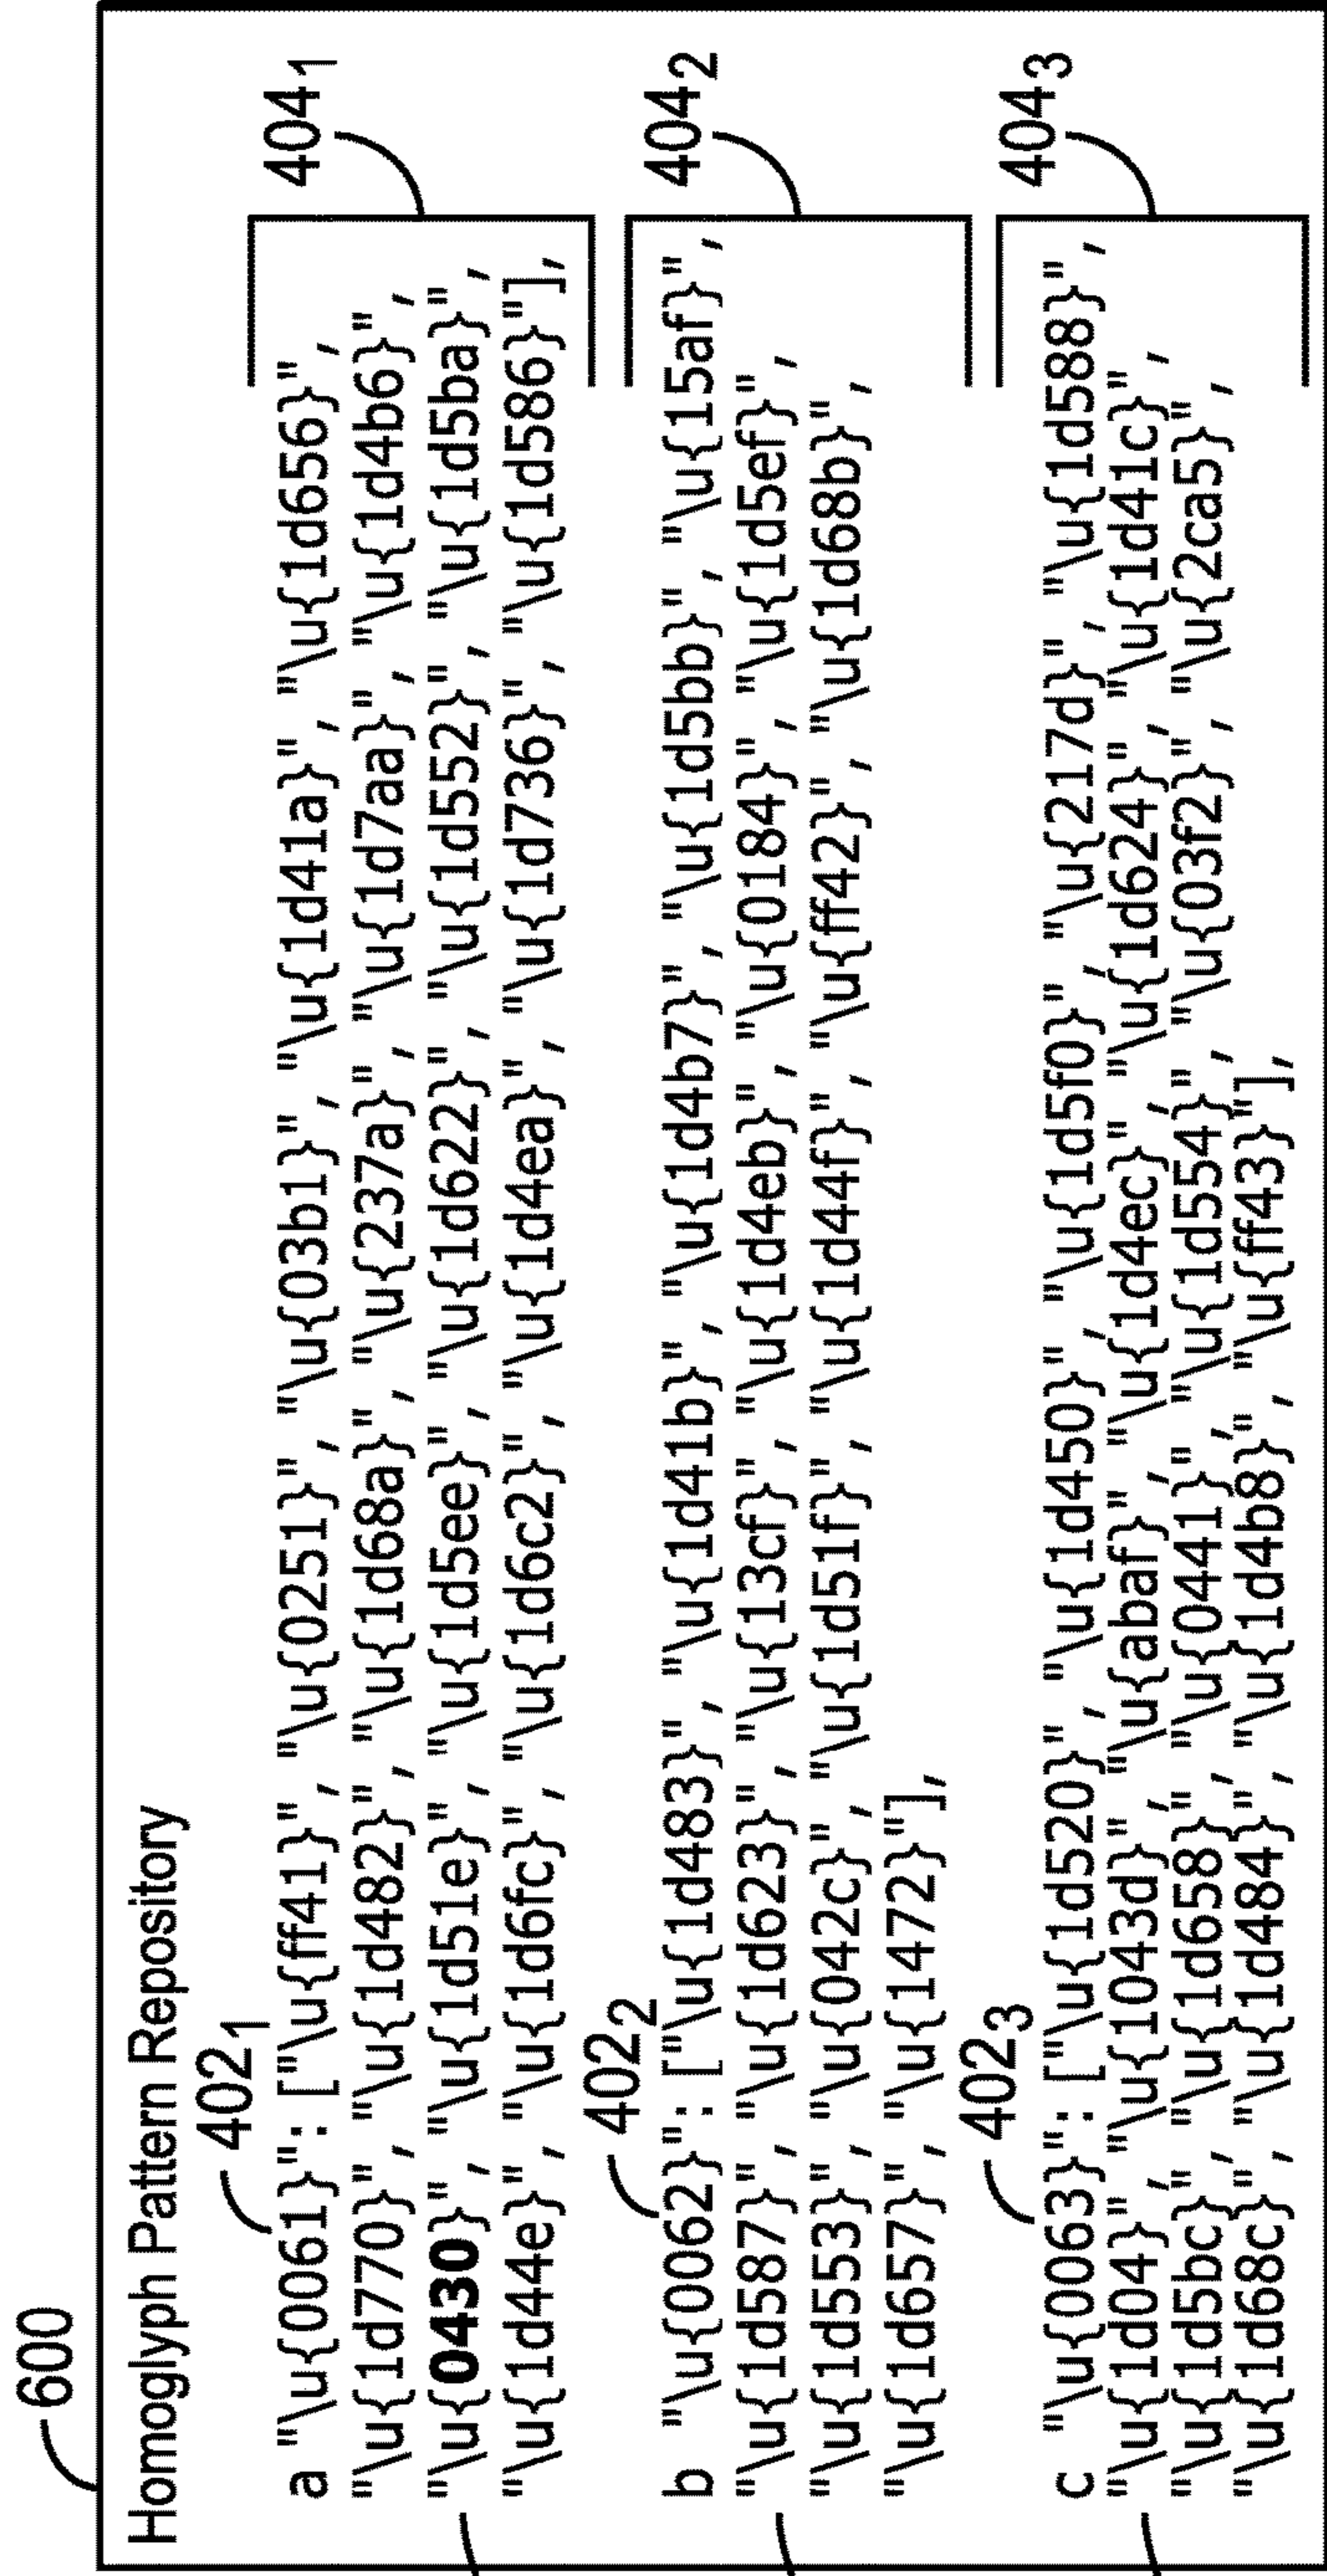 600
Homoglyph Pattern Repository
402₁
a "\u{0061}": ["\u{ff41}", "\u{0251}", "\u{03b1}", "\u{1d41a}", "\u{1d656}",
"\u{1d770}", "\u{1d482}", "\u{1d68a}", "\u{237a}", "\u{1d7aa}", "\u{1d4b6}",
"\u{0430}", "\u{1d51e}", "\u{1d5ee}", "\u{1d622}", "\u{1d552}", "\u{1d5ba}",
"\u{1d44e}", "\u{1d6fc}", "\u{1d6c2}", "\u{1d4ea}", "\u{1d736}", "\u{1d586}"],
404₁
402₂
b "\u{0062}": ["\u{1d483}", "\u{1d41b}", "\u{1d4b7}", "\u{1d5bb}", "\u{15af}",
"\u{1d587}", "\u{1d623}", "\u{13cf}", "\u{1d4eb}", "\u{0184}", "\u{1d5ef}",
"\u{1d553}", "\u{042c}", "\u{1d51f}", "\u{1d44f}", "\u{ff42}", "\u{1d68b}",
"\u{1d657}", "\u{1472}"],
404₂
402₃
c "\u{0063}": ["\u{1d520}", "\u{1d450}", "\u{1d5f0}", "\u{217d}", "\u{1d588}",
"\u{1d04}", "\u{1043d}", "\u{abaf}", "\u{1d4ec}", "\u{1d624}", "\u{1d41c}",
"\u{1d5bc}", "\u{1d658}", "\u{0441}", "\u{1d554}", "\u{03f2}", "\u{2ca5}",
"\u{1d68c}", "\u{1d484}", "\u{1d4b8}", "\u{ff43}"],
404₃